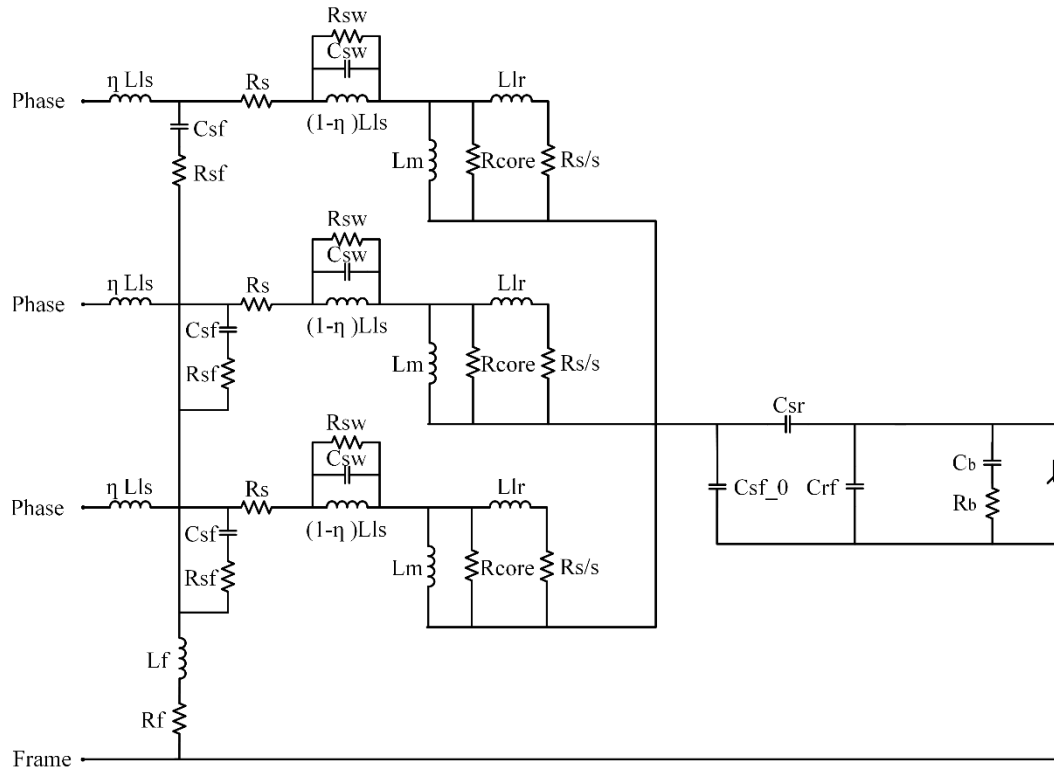 Rsw
Csw
η Lls
Rs
Llr
Phase
(1-η )Lls
Csf
Lm
Rcore
Rs/s
Rsf
Rsw
Csw
η Lls
Rs
Llr
Phase
(1-η )Lls
Csf
Lm
Rcore
Rs/s
Rsf
Csr
Rsw
Csw
Cb
η Lls
Rs
Llr
Csf_0
Crf
Phase
Rb
(1-η )Lls
Csf
Lm
Rcore
Rs/s
Rsf
Lf
Rf
Frame